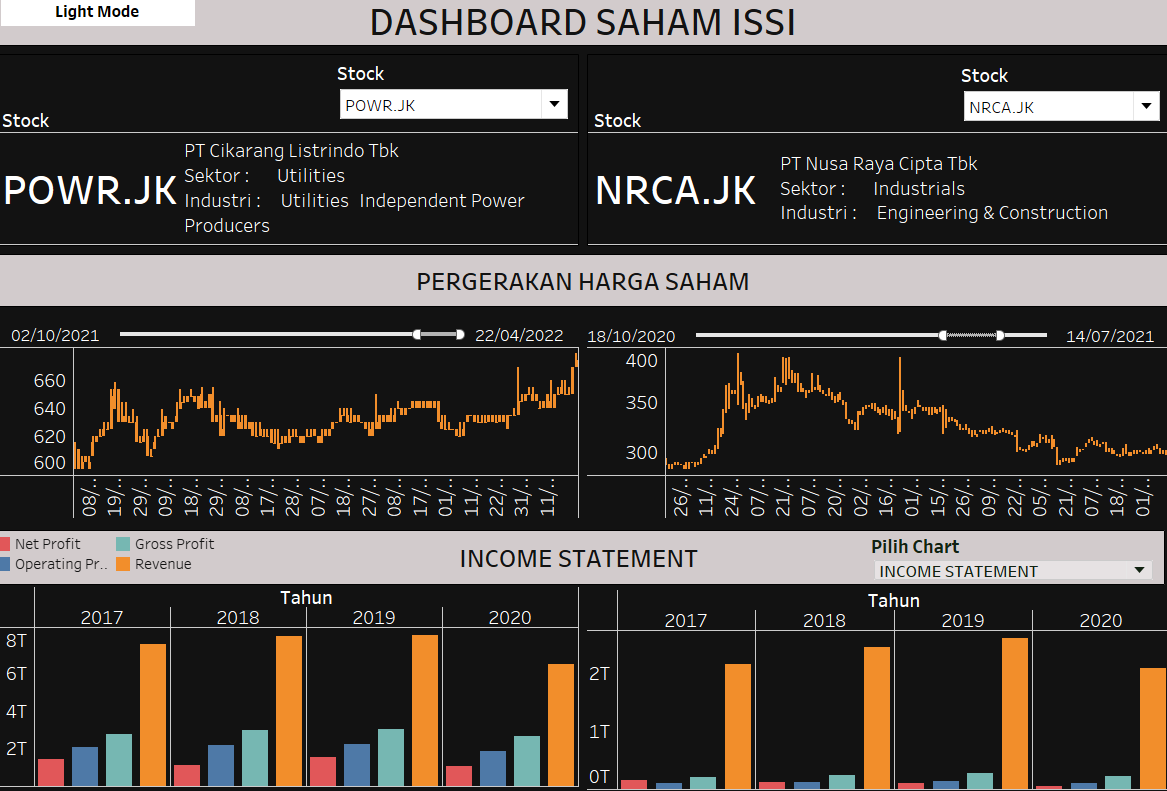 Light Mode
DASHBOARD SAHAM ISSI
Stock
POWR.JK
Stock
POWR.JK
PT Cikarang Listrindo Tbk
Sektor : Utilities
Industri : Utilities Independent Power
Producers
Stock
NRCA.JK
Stock
NRCA.JK
PT Nusa Raya Cipta Tbk
Sektor : Industrials
Industri : Engineering & Construction
PERGERAKAN HARGA SAHAM
02/10/2021 22/04/2022
660
640
620
600
08/.. 19/.. 29/.. 09/.. 18/.. 29/.. 08/.. 17/.. 28/.. 07/.. 18/.. 27/.. 08/.. 17/.. 01/.. 11/.. 22/.. 31/.. 11/..
18/10/2020 14/07/2021
400
350
300
26/.. 11/.. 24/.. 07/.. 21/.. 07/.. 20/.. 02/.. 16/.. 01/.. 15/.. 26/.. 09/.. 22/.. 05/.. 21/.. 07/.. 18/.. 01/..
Net Profit Gross Profit
Operating Pr.. Revenue
INCOME STATEMENT
Pilih Chart
INCOME STATEMENT
Tahun
2017 2018 2019 2020
8T
6T
4T
2T
Tahun
2017 2018 2019 2020
2T
1T
0T